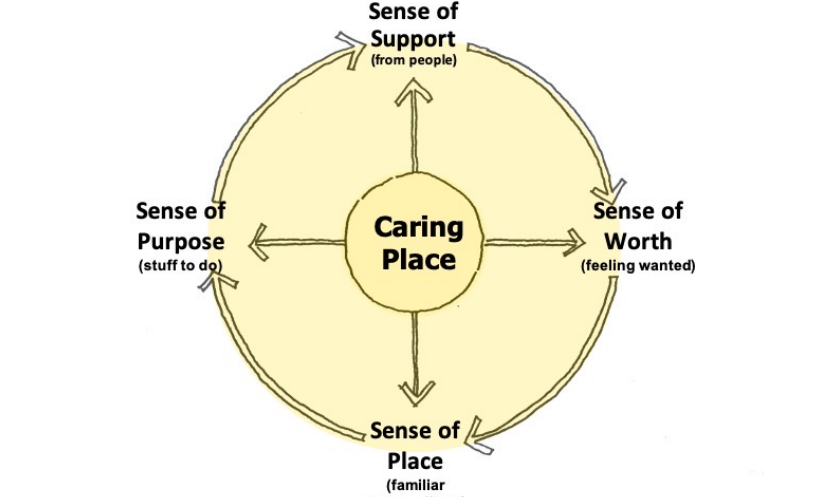 Sense of
Support
(from people)
Sense of
Purpose
(stuff to do)
Caring
Place
Sense of
Worth
(feeling wanted)
Sense of
Place
(familiar